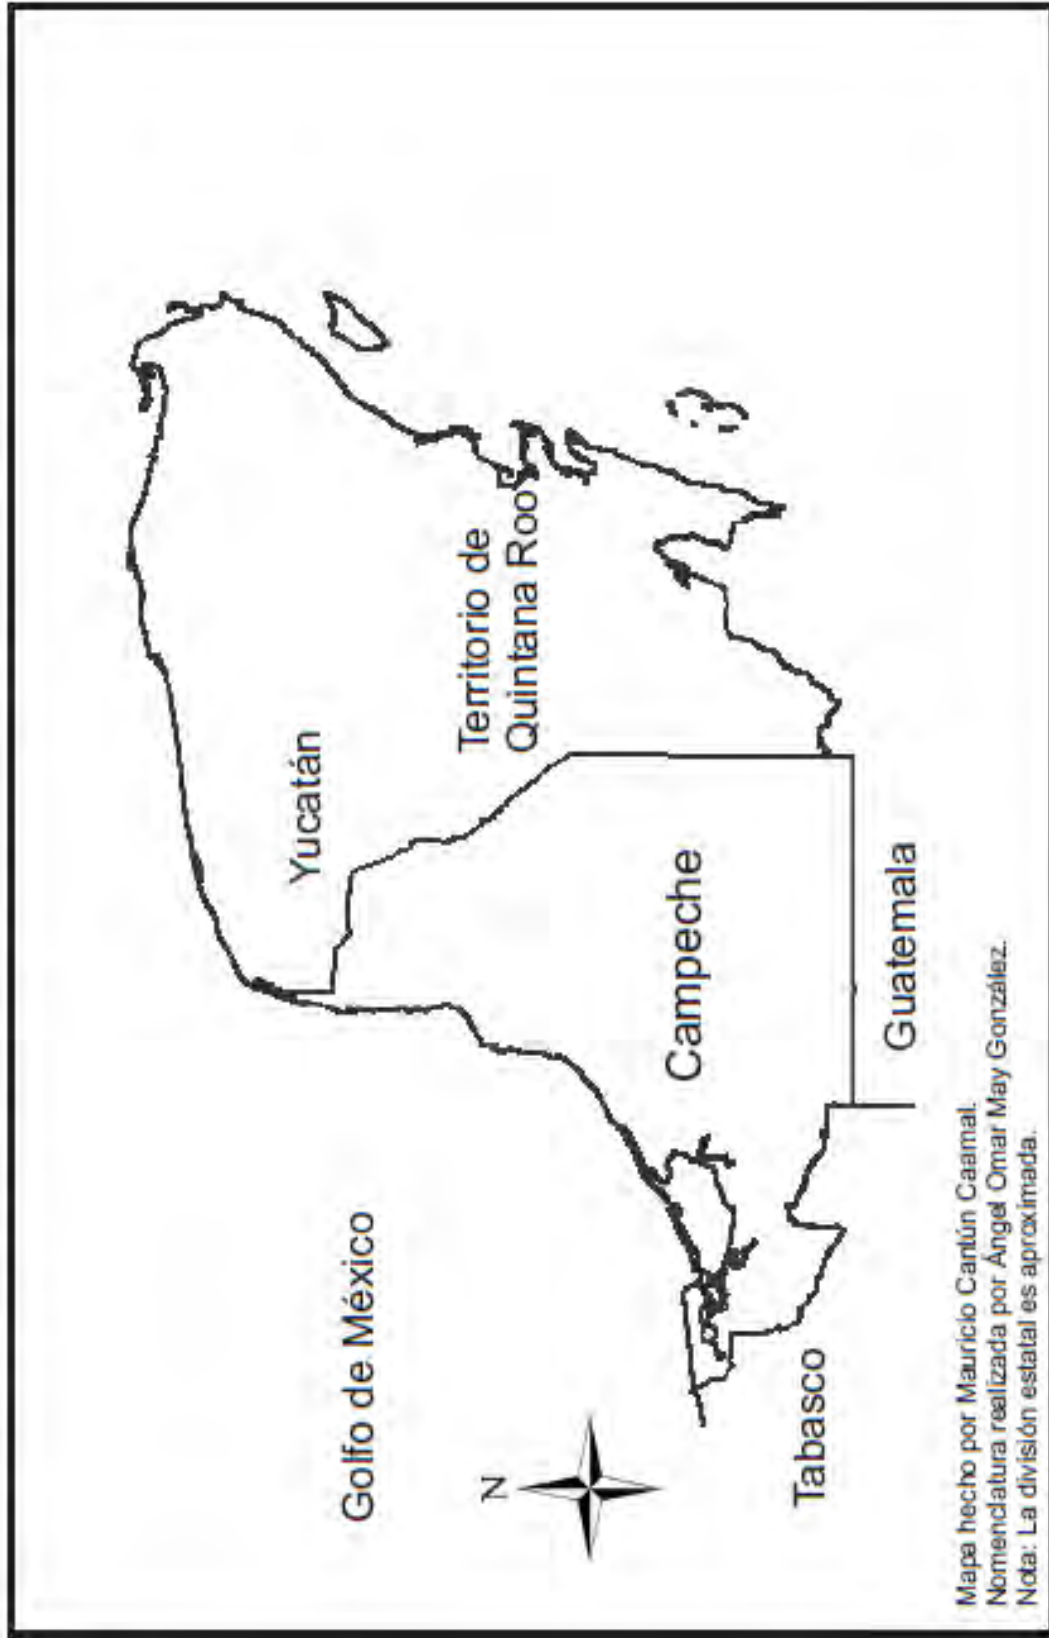 Golfo de México
N
Yucatán
Territorio de
Quintana Roo
Campeche
Tabasco
Guatemala
Mapa hecho por Mauricio Cantún Caamal.
Nomenclatura realizada por Ángel Omar May González.
Nota: La división estatal es aproximada.